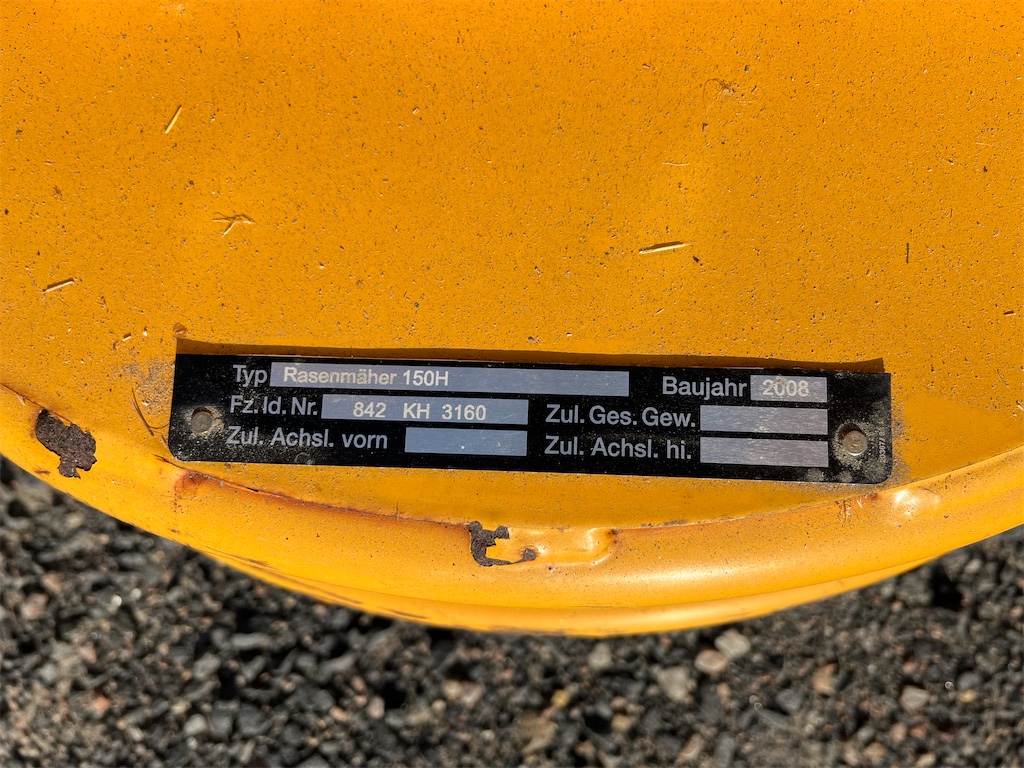 Typ Rasenmäher 150H Baujahr 2008
Fz. Id. Nr. 842 KH 3160 Zul. Ges. Gew.
Zul. Achsl. vorn Zul. Achsl. hi.